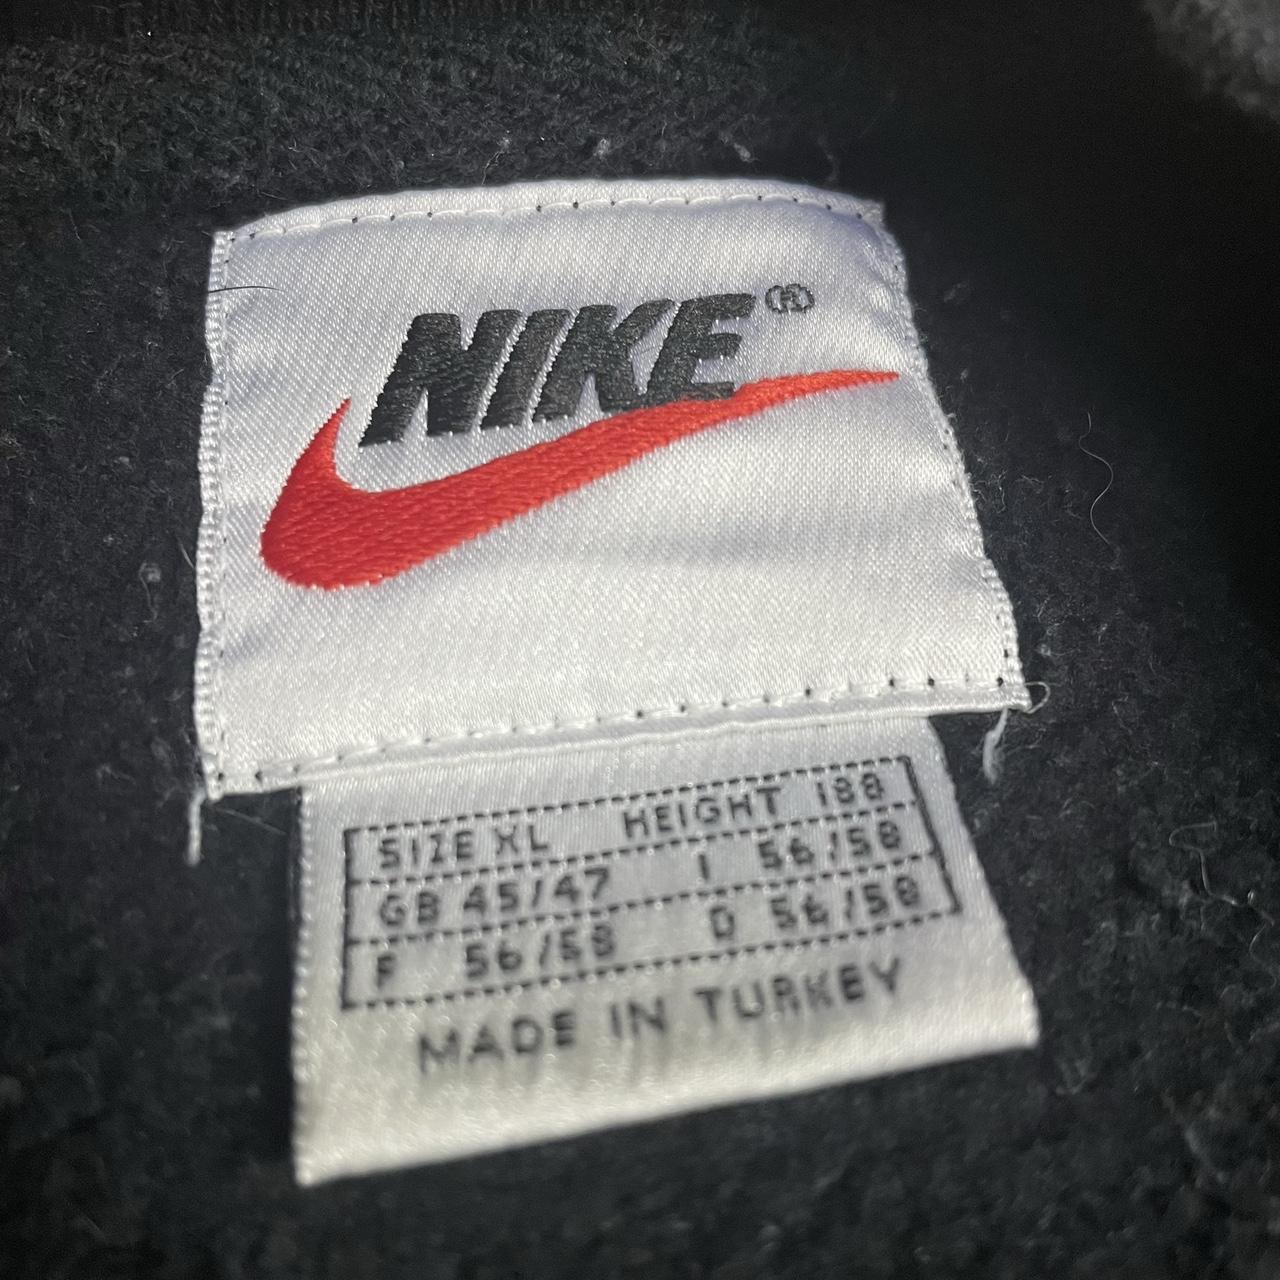 NIKE®
SIZE XL HEIGHT 188
GB 45/47 I 56/58
F 56/58 D 56/58
MADE IN TURKEY